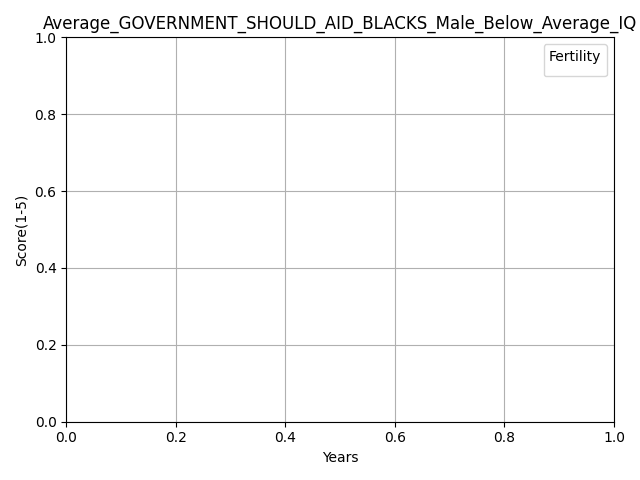 Average_GOVERNMENT_SHOULD_AID_BLACKS_Male_Below_Average_IQ
Fertility
1.0
0.8
0.6
0.4
0.2
0.0
Score(1-5)
0.0 0.2 0.4 0.6 0.8 1.0
Years